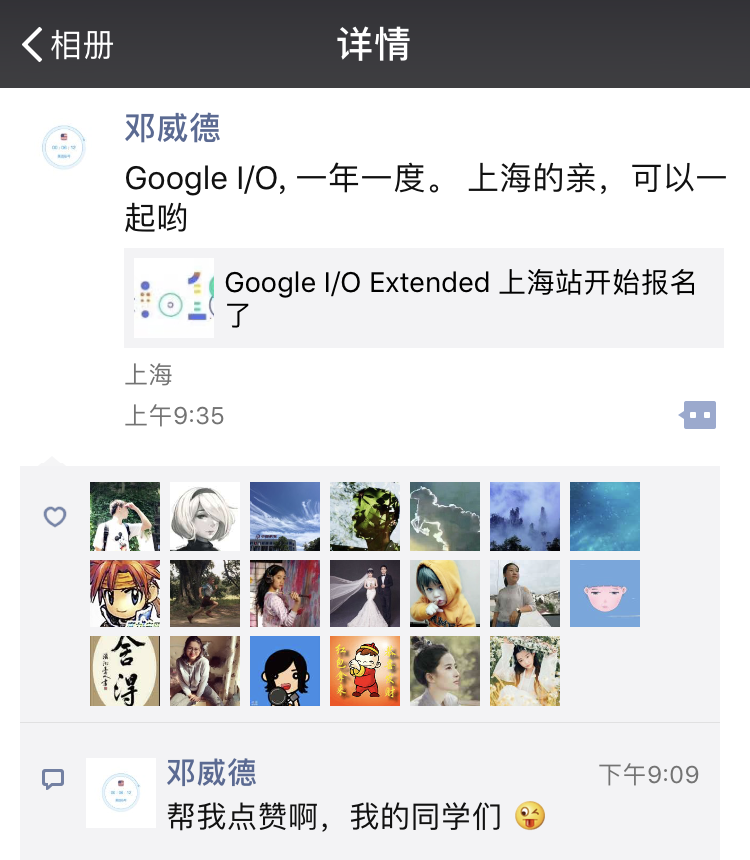 相册
详情
邓威德
Google I/O, 一年一度。 上海的亲，可以一
起哟
Google I/O Extended 上海站开始报名
了
上海
上午9:35
舍得
邓威德
下午9:09
帮我点赞啊，我的同学们 😜